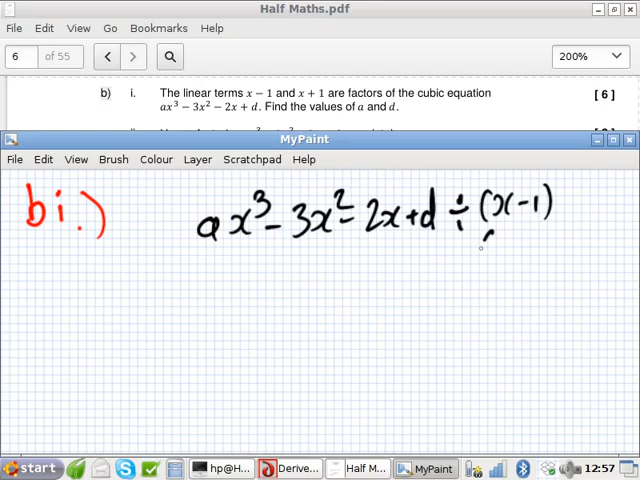 Half Maths.pdf
File Edit View Go Bookmarks Help
6 of 55 200%
b) i. The linear terms x − 1 and x + 1 are factors of the cubic equation [ 6 ]
ax³ − 3x² − 2x + d. Find the values of a and d.
MyPaint
File Edit View Brush Colour Layer Scratchpad Help
bi.) ax³ - 3x² - 2x + d ÷ (x - 1)
MyPaint
start hp@H... Derive... Half M... MyPaint 12:57